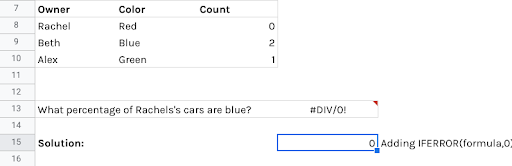 7 Owner Color Count
8 Rachel Red 0
9 Beth Blue 2
10 Alex Green 1
11
12
13 What percentage of Rachels's cars are blue? #DIV/0!
14
15 Solution: 0 Adding IFERROR(formula,0)
16